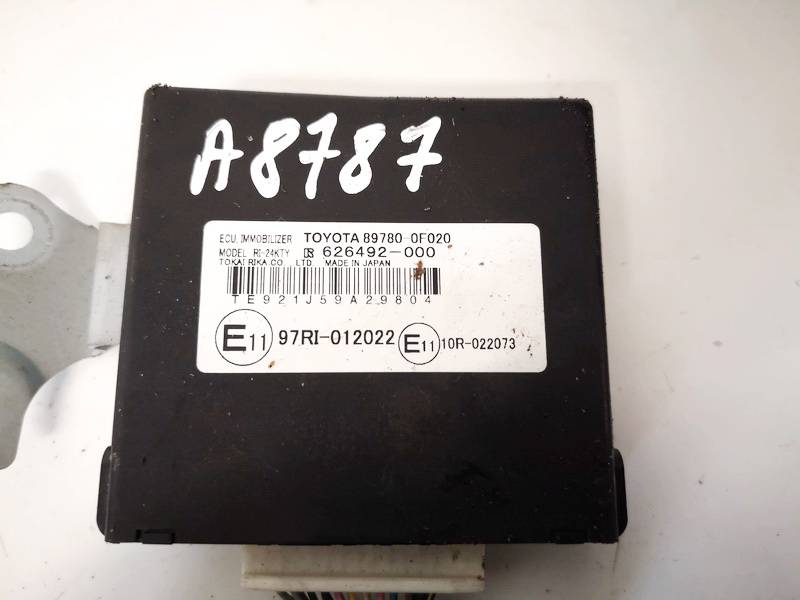 A8787
ECU, IMMOBILIZER TOYOTA 89780-0F020
MODEL RI-24KTY R 626492-000
TOKAI RIKA CO., LTD. MADE IN JAPAN
TE921J59A29804
E11 97RI-012022 E11 10R-022073